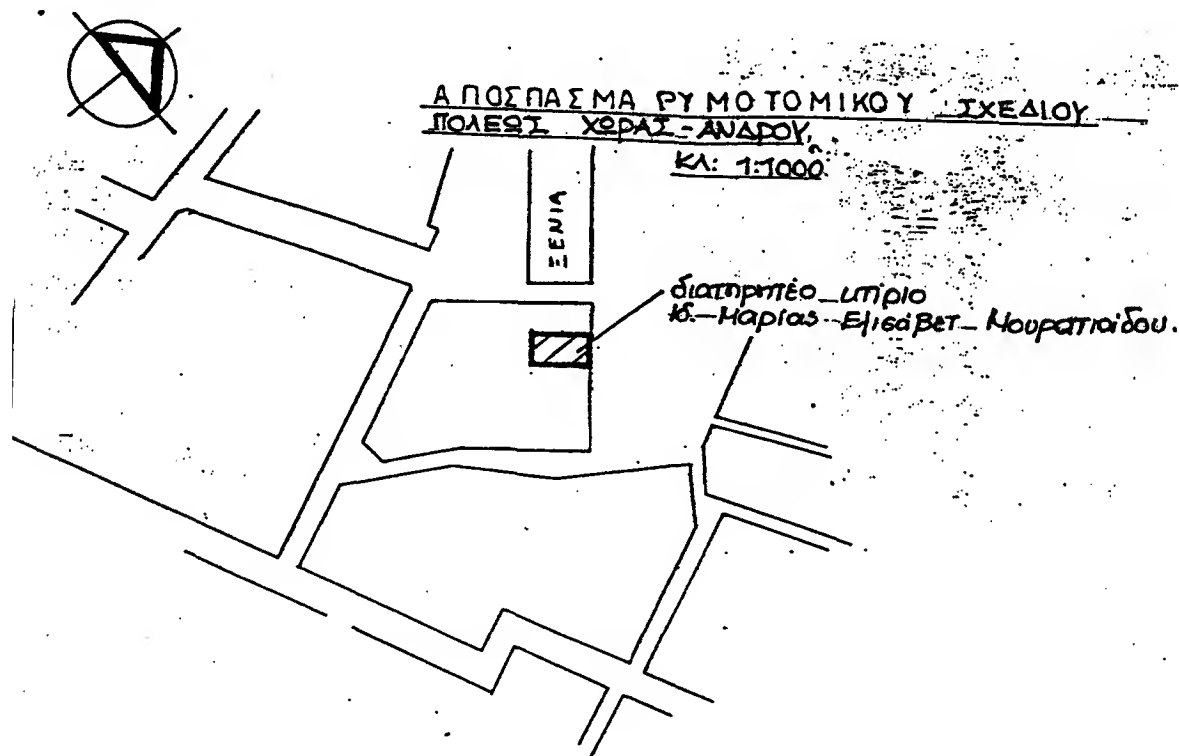 ΑΠΟΣΠΑΣΜΑ ΡΥΜΟΤΟΜΙΚΟΥ ΣΧΕΔΙΟΥ
ΠΟΛΕΩΣ ΧΩΡΑΣ-ΑΝΔΡΟΥ
ΚΛ: 1:1000
ΞΕΝΙΑ
διατηρητέο κτίριο
ιδ. Μαρίας-Ελισάβετ Μουρατιάδου.